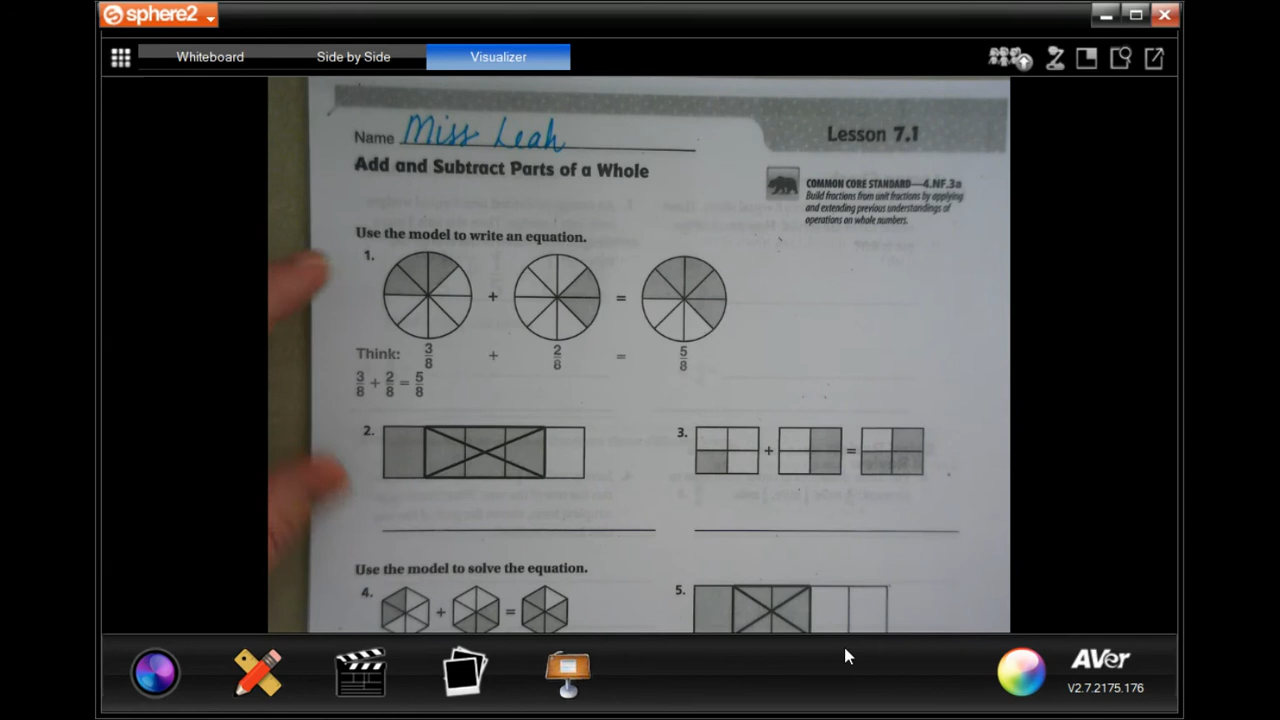 sphere2
Whiteboard Side by Side Visualizer
Name Miss Leah
Lesson 7.1
Add and Subtract Parts of a Whole
COMMON CORE STANDARD—4.NF.3a
Build fractions from unit fractions by applying
and extending previous understandings of
operations on whole numbers.
Use the model to write an equation.
1.
+ =
Think: 3/8 + 2/8 = 5/8
3/8 + 2/8 = 5/8
2.
3. + =
Use the model to solve the equation.
4. + =
5.
AVer
V2.7.2175.176